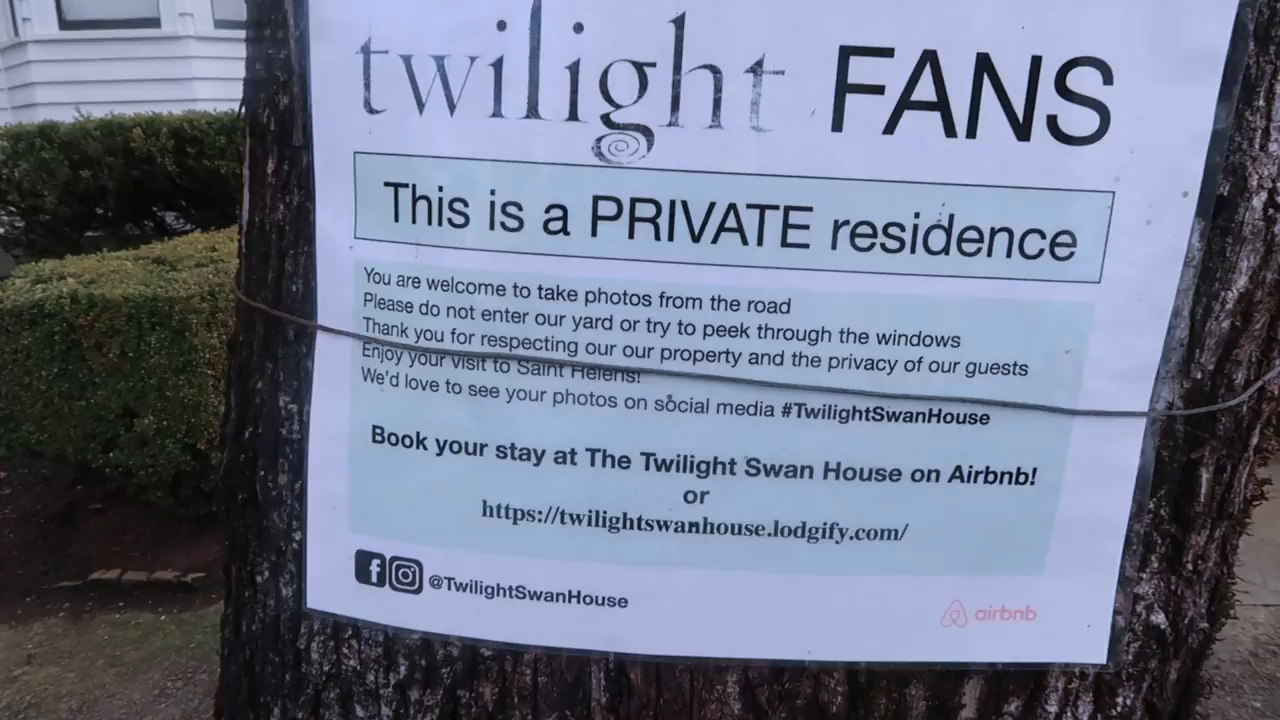 twilight FANS
This is a PRIVATE residence
You are welcome to take photos from the road
Please do not enter our yard or try to peek through the windows
Thank you for respecting our our property and the privacy of our guests
Enjoy your visit to Saint Helens!
We'd love to see your photos on social media #TwilightSwanHouse
Book your stay at The Twilight Swan House on Airbnb!
or
https://twilightswanhouse.lodgify.com/
@TwilightSwanHouse
airbnb